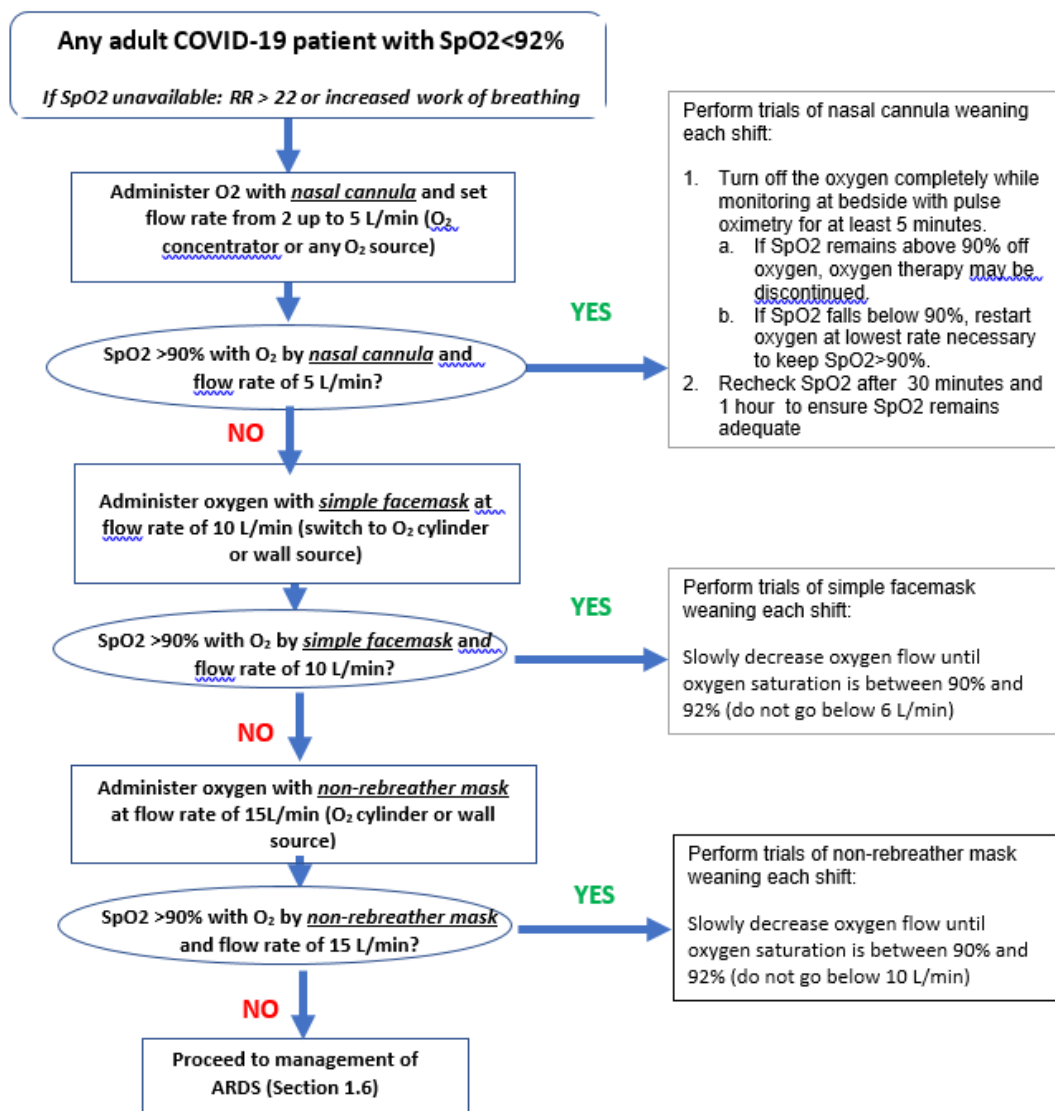 Any adult COVID-19 patient with SpO2<92%
If SpO2 unavailable: RR > 22 or increased work of breathing
Administer O2 with nasal cannula and set
flow rate from 2 up to 5 L/min (O₂
concentrator or any O₂ source)
SpO2 >90% with O₂ by nasal cannula and
flow rate of 5 L/min?
YES
Perform trials of nasal cannula weaning
each shift:
1. Turn off the oxygen completely while
monitoring at bedside with pulse
oximetry for at least 5 minutes.
a. If SpO2 remains above 90% off
oxygen, oxygen therapy may be
discontinued.
b. If SpO2 falls below 90%, restart
oxygen at lowest rate necessary
to keep SpO2>90%.
2. Recheck SpO2 after 30 minutes and
1 hour to ensure SpO2 remains
adequate
NO
Administer oxygen with simple facemask at
flow rate of 10 L/min (switch to O₂ cylinder
or wall source)
SpO2 >90% with O₂ by simple facemask and
flow rate of 10 L/min?
YES
Perform trials of simple facemask
weaning each shift:
Slowly decrease oxygen flow until
oxygen saturation is between 90% and
92% (do not go below 6 L/min)
NO
Administer oxygen with non-rebreather mask
at flow rate of 15L/min (O₂ cylinder or wall
source)
SpO2 >90% with O₂ by non-rebreather mask
and flow rate of 15 L/min?
YES
Perform trials of non-rebreather mask
weaning each shift:
Slowly decrease oxygen flow until
oxygen saturation is between 90% and
92% (do not go below 10 L/min)
NO
Proceed to management of
ARDS (Section 1.6)